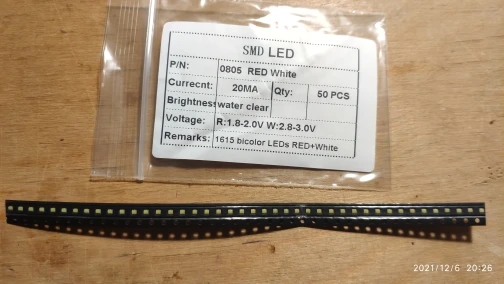 SMD LED
P/N: 0805 RED White
Currecnt: 20MA Qty: 50 PCS
Brightness water clear
Voltage: R:1.8-2.0V W:2.8-3.0V
Remarks: 1615 bicolor LEDs RED+White
2021/12/6 20:26